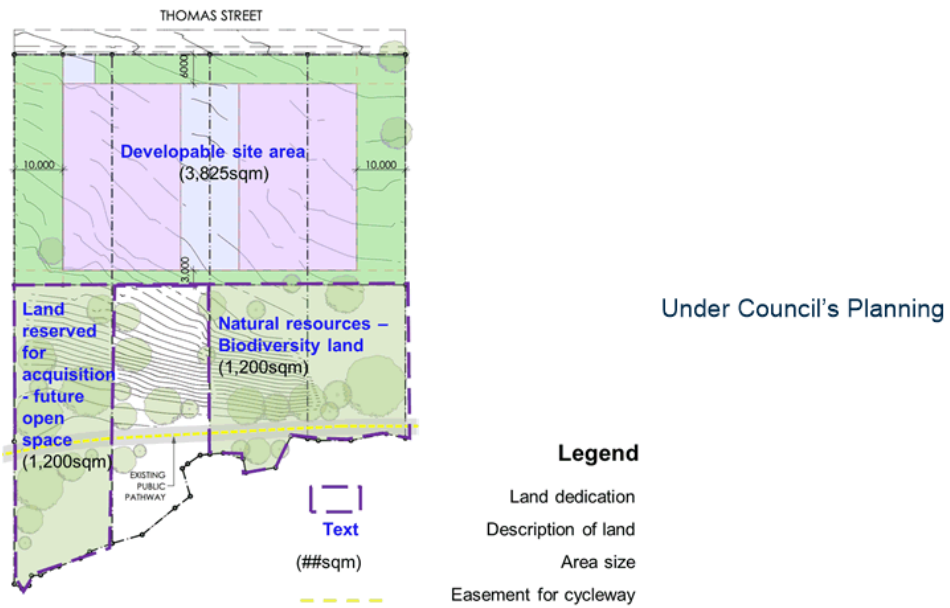 THOMAS STREET
6000
Developable site area
(3,825sqm)
10,000
10,000
3,000
Land
reserved
for
acquisition
- future
open
space
(1,200sqm)
Natural resources –
Biodiversity land
(1,200sqm)
EXISTING
PUBLIC
PATHWAY
Under Council's Planning
Legend
Land dedication
Text
Description of land
(##sqm)
Area size
Easement for cycleway